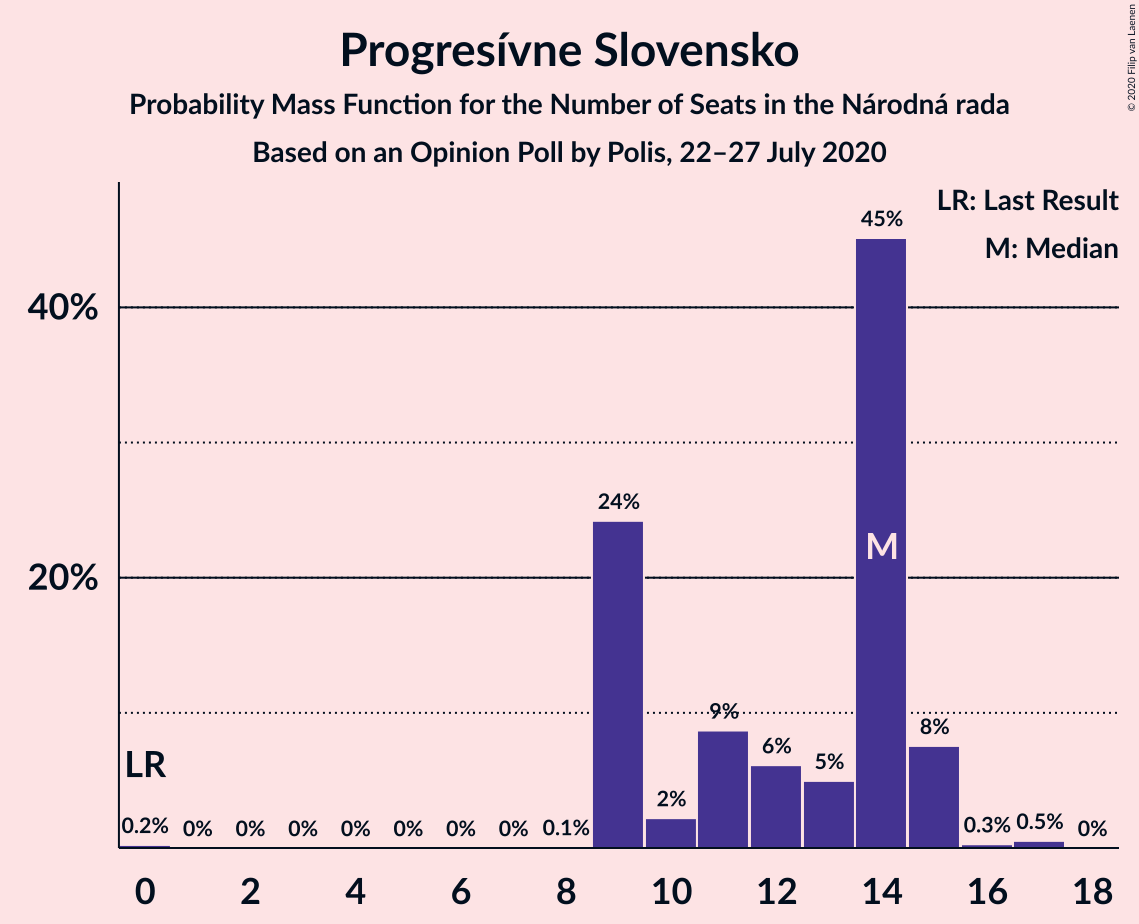 Progresívne Slovensko
Probability Mass Function for the Number of Seats in the Národná rada
Based on an Opinion Poll by Polis, 22–27 July 2020
© 2020 Filip van Laenen
LR: Last Result
M: Median
40%
20%
LR
0.2%
0%
0%
0%
0%
0%
0%
0%
0.1%
24%
2%
9%
6%
5%
45%
M
8%
0.3%
0.5%
0%
0 2 4 6 8 10 12 14 16 18